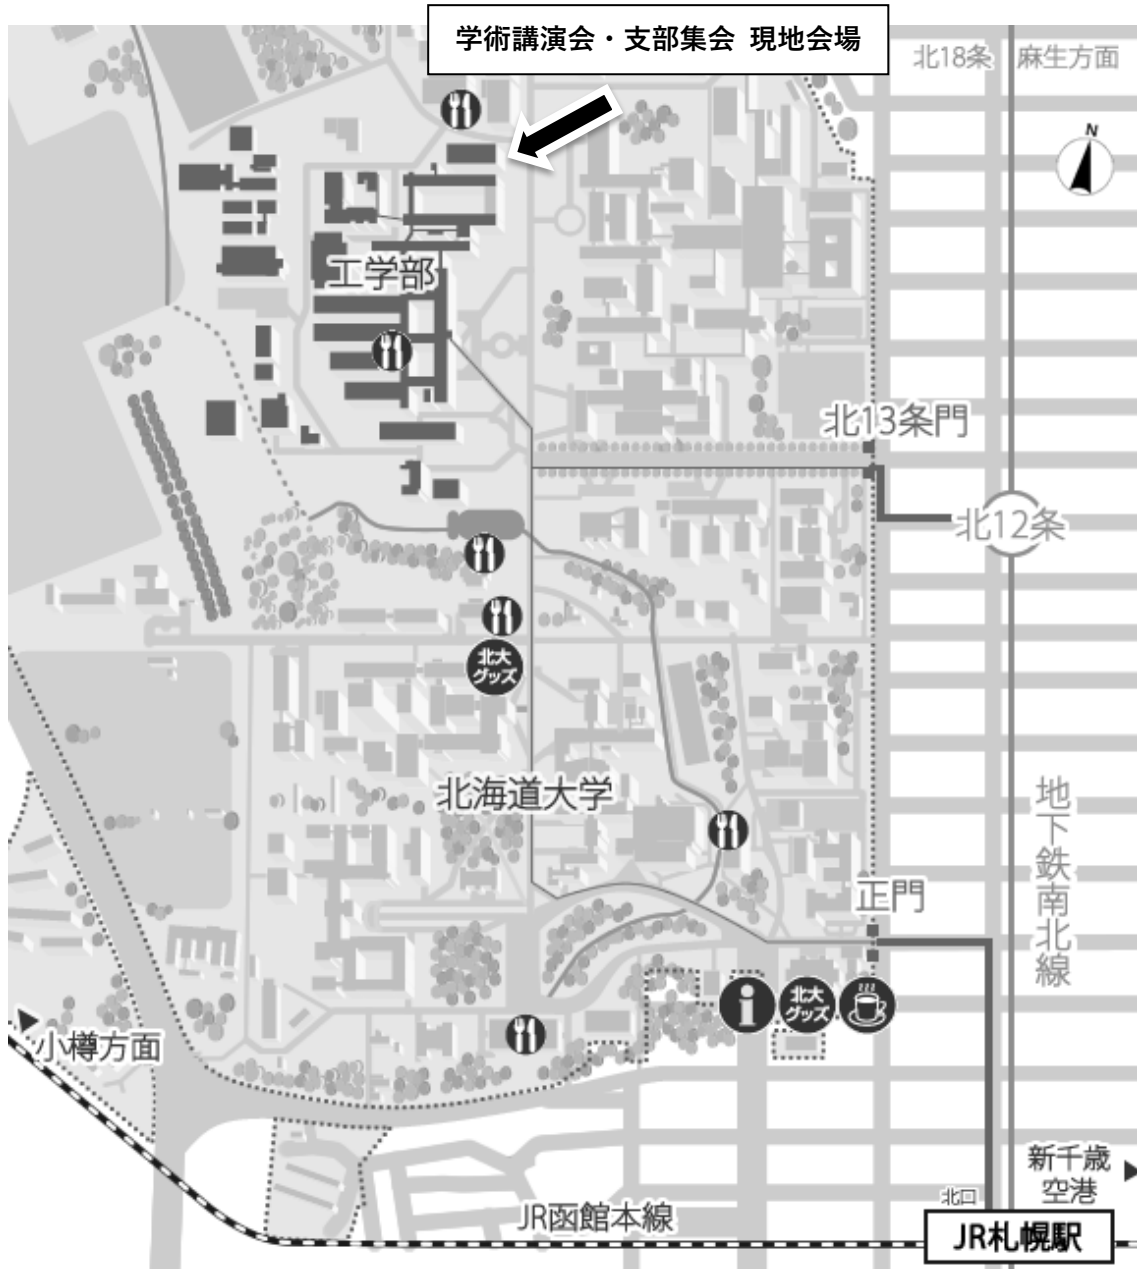 学術講演会・支部集会 現地会場
北18条
麻生方面
N
工学部
北13条門
北12条
北大
グッズ
北海道大学
地下鉄南北線
正門
北大
グッズ
小樽方面
新千歳
空港
北口
JR函館本線
JR札幌駅